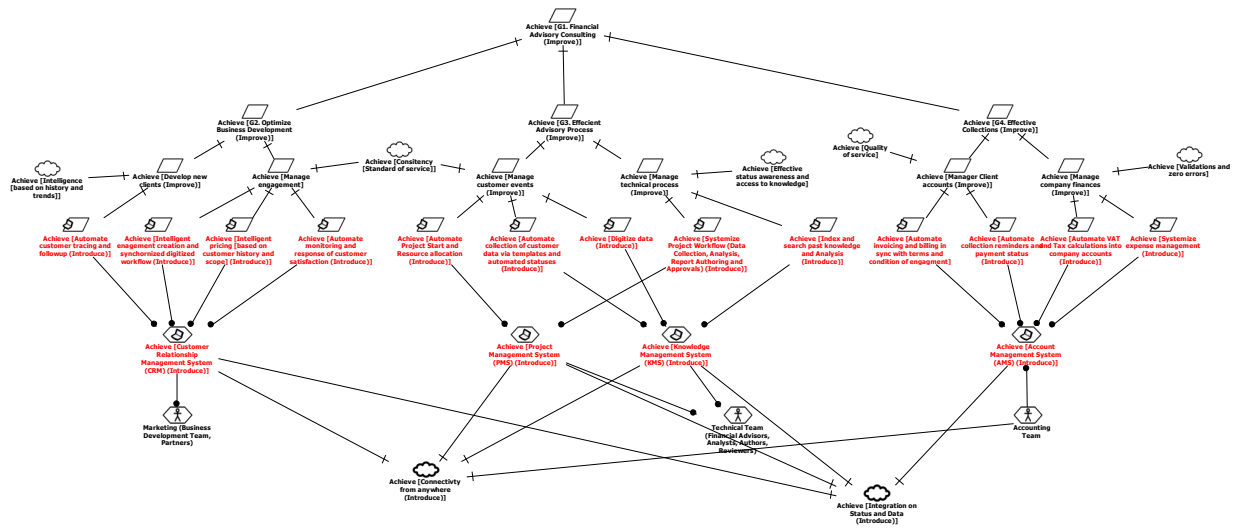 Achieve [G1. Financial
Advisory Consulting
(Improve)]
Achieve [G2. Optimize
Business Development
(Improve)]
Achieve [G3. Effecient
Advisory Process
(Improve)]
Achieve [G4. Effective
Collections (Improve)]
Achieve [Intelligence
[based on history and
trends]]
Achieve [Develop new
clients (Improve)]
Achieve [Manage
engagement]
Achieve [Consitency
[Standard of service]]
Achieve [Manage
customer events
(Improve)]
Achieve [Manage
technical process
(Improve)]
Achieve [Effective
status awareness and
access to knowledge]
Achieve [Quality
of service]
Achieve [Manager Client
accounts (Improve)]
Achieve [Manage
company finances
(Improve)]
Achieve [Validations and
zero errors]
Achieve [Automate
customer tracing and
followup (Introduce)]
Achieve [Intelligent
enagement creation and
synchornized digitized
workflow (Introduce)]
Achieve [Intelligent
pricing [based on
customer history and
scope] (Introduce)]
Achieve [Automate
monitoring and
response of customer
satisfaction (Introduce)]
Achieve [Automate
Project Start and
Resource allocation
(Introduce)]
Achieve [Automate
collection of customer
data via templates and
automated statuses
(Introduce)]
Achieve [Digitize data
(Introduce)]
Achieve [Systemize
Project Workflow (Data
Collection, Analysis,
Report Authoring and
Approvals) (Introduce)]
Achieve [Index and
search past knowledge
and Analysis
(Introduce)]
Achieve [Automate
invoicing and billing in
sync with terms and
condition of engagment]
Achieve [Automate
collection reminders and
payment status
(Introduce)]
Achieve [Automate VAT
and Tax calculations into
company accounts
(Introduce)]
Achieve [Systemize
expense management
(Introduce)]
Achieve [Customer
Relationship
Management System
(CRM) (Introduce)]
Achieve [Project
Management System
(PMS) (Introduce)]
Achieve [Knowledge
Management System
(KMS) (Introduce)]
Achieve [Account
Management System
(AMS) (Introduce)]
Marketing (Business
Development Team,
Partners)
Technical Team
(Financial Advisors,
Analysts, Authors,
Reviewers)
Accounting
Team
Achieve [Connectivity
from anywhere
(Introduce)]
Achieve [Integration on
Status and Data
(Introduce)]